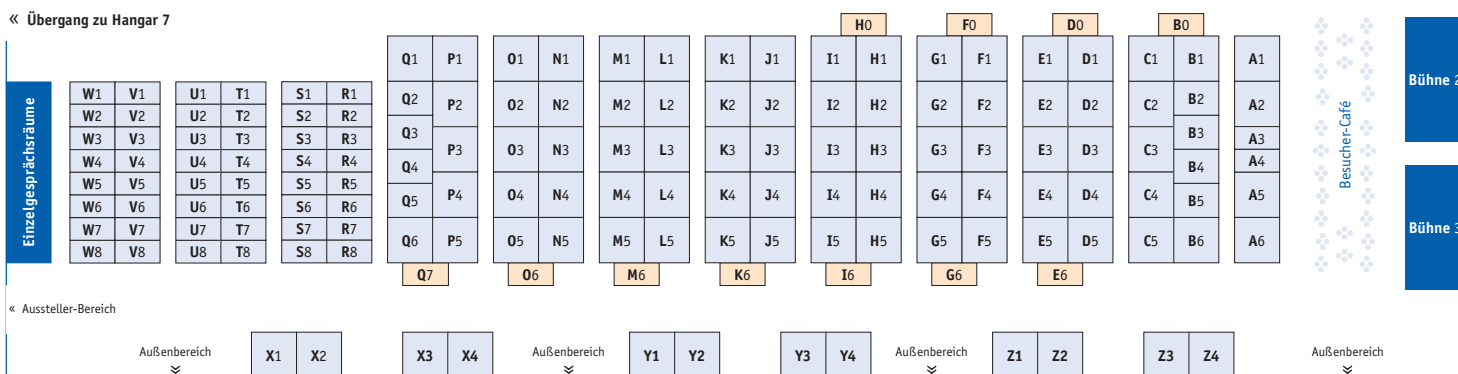 « Übergang zu Hangar 7
H0 F0 D0 B0
Q1 P1 O1 N1 M1 L1 K1 J1 I1 H1 G1 F1 E1 D1 C1 B1 A1
W1 V1 U1 T1 S1 R1 Q2 P2 O2 N2 M2 L2 K2 J2 I2 H2 G2 F2 E2 D2 C2 B2 A2
W2 V2 U2 T2 S2 R2
W3 V3 U3 T3 S3 R3 Q3 P3 O3 N3 M3 L3 K3 J3 I3 H3 G3 F3 E3 D3 C3 B3 A3
W4 V4 U4 T4 S4 R4 Q4 B4 A4
W5 V5 U5 T5 S5 R5 Q5 P4 O4 N4 M4 L4 K4 J4 I4 H4 G4 F4 E4 D4 C4 B5 A5
W6 V6 U6 T6 S6 R6
W7 V7 U7 T7 S7 R7 Q6 P5 O5 N5 M5 L5 K5 J5 I5 H5 G5 F5 E5 D5 C5 B6 A6
W8 V8 U8 T8 S8 R8
Q7 O6 M6 K6 I6 G6 E6
Einzelgesprächsräume
Besucher-Café
Bühne 2
Bühne 3
« Aussteller-Bereich
Außenbereich X1 X2 X3 X4 Außenbereich Y1 Y2 Y3 Y4 Außenbereich Z1 Z2 Z3 Z4 Außenbereich